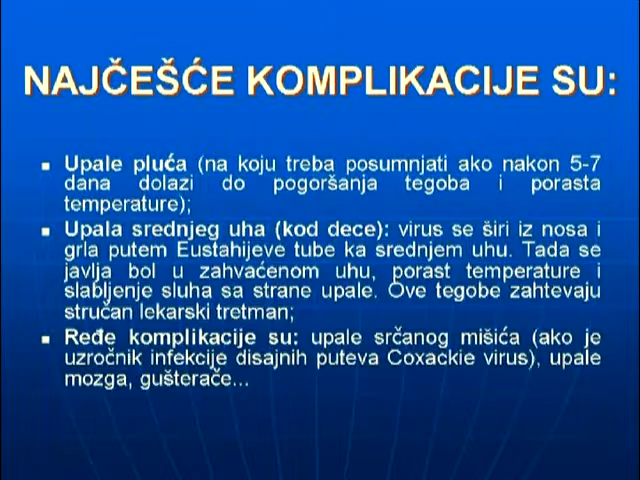 NAJČEŠĆE KOMPLIKACIJE SU:
▪ Upale pluća (na koju treba posumnjati ako nakon 5-7
dana dolazi do pogoršanja tegoba i porasta
temperature);
▪ Upala srednjeg uha (kod dece): virus se širi iz nosa i
grla putem Eustahijeve tube ka srednjem uhu. Tada se
javlja bol u zahvaćenom uhu, porast temperature i
slabljenje sluha sa strane upale. Ove tegobe zahtevaju
stručan lekarski tretman;
▪ Ređe komplikacije su: upale srčanog mišića (ako je
uzročnik infekcije disajnih puteva Coxackie virus), upale
mozga, gušterače...